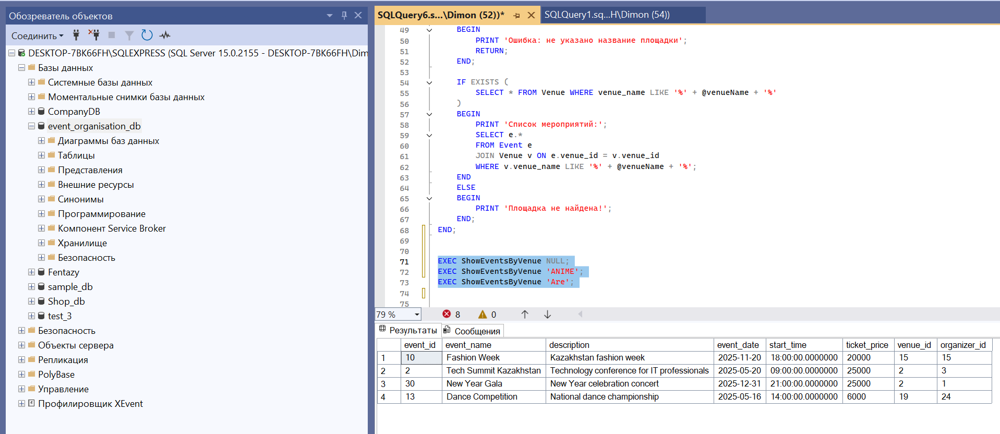 Обозреватель объектов
Соединить
DESKTOP-7BK66FH\SQLEXPRESS (SQL Server 15.0.2155 - DESKTOP-7BK66FH\Dim
Базы данных
Системные базы данных
Моментальные снимки базы данных
CompanyDB
event_organisation_db
Диаграммы баз данных
Таблицы
Представления
Внешние ресурсы
Синонимы
Программирование
Компонент Service Broker
Хранилище
Безопасность
Fentazy
sample_db
Shop_db
test_3
Безопасность
Объекты сервера
Репликация
PolyBase
Управление
Профилировщик XEvent
SQLQuery6.s...\Dimon (52))* SQLQuery1.sq...H\Dimon (54))
49 BEGIN
50 PRINT 'Ошибка: не указано название площадки';
51 RETURN;
52 END;
53
54 IF EXISTS (
55 SELECT * FROM Venue WHERE venue_name LIKE '%' + @venueName + '%'
56 )
57 BEGIN
58 PRINT 'Список мероприятий:';
59 SELECT e.*
60 FROM Event e
61 JOIN Venue v ON e.venue_id = v.venue_id
62 WHERE v.venue_name LIKE '%' + @venueName + '%';
63 END
64 ELSE
65 BEGIN
66 PRINT 'Площадка не найдена!';
67 END;
68 END;
69
70
71 EXEC ShowEventsByVenue NULL;
72 EXEC ShowEventsByVenue 'ANIME';
73 EXEC ShowEventsByVenue 'Are';
74
75
79 % 8 0
Результаты Сообщения
event_id event_name description event_date start_time ticket_price venue_id organizer_id
1 10 Fashion Week Kazakhstan fashion week 2025-11-20 18:00:00.0000000 20000 15 15
2 2 Tech Summit Kazakhstan Technology conference for IT professionals 2025-05-20 09:00:00.0000000 25000 2 3
3 30 New Year Gala New Year celebration concert 2025-12-31 21:00:00.0000000 25000 2 1
4 13 Dance Competition National dance championship 2025-05-16 14:00:00.0000000 6000 19 24